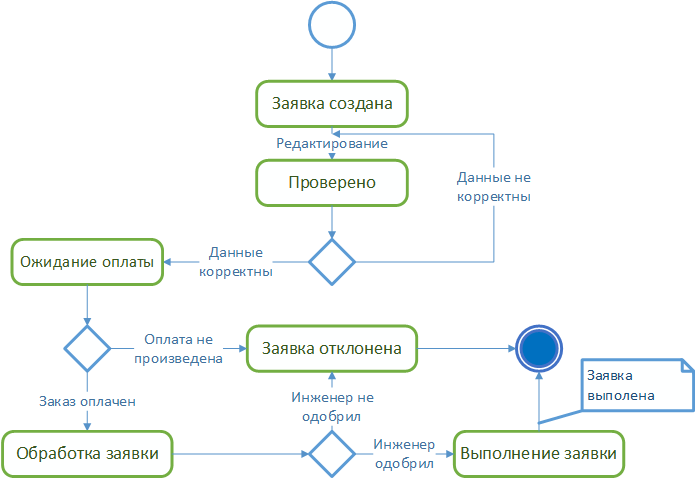 Заявка создана
Редактирование
Проверено
Данные не
корректны
Данные
корректны
Ожидание оплаты
Оплата не
произведена
Заявка отклонена
Заказ оплачен
Инженер не
одобрил
Заявка
выполена
Обработка заявки
Инженер
одобрил
Выполнение заявки